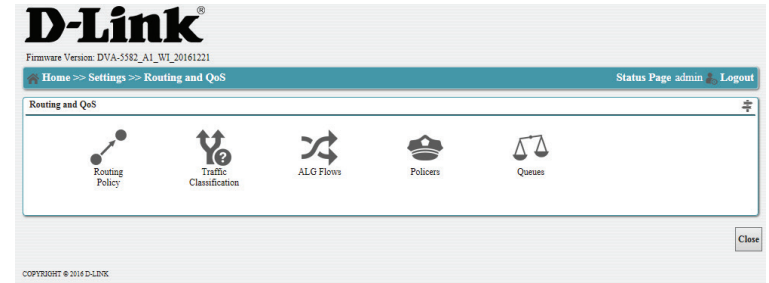 D-Link®
Firmware Version: DVA-5582_A1_WI_20161221
Home >> Settings >> Routing and QoS Status Page admin Logout
Routing and QoS
Routing Policy
Traffic Classification
ALG Flows
Policers
Queues
Close
COPYRIGHT © 2016 D-LINK